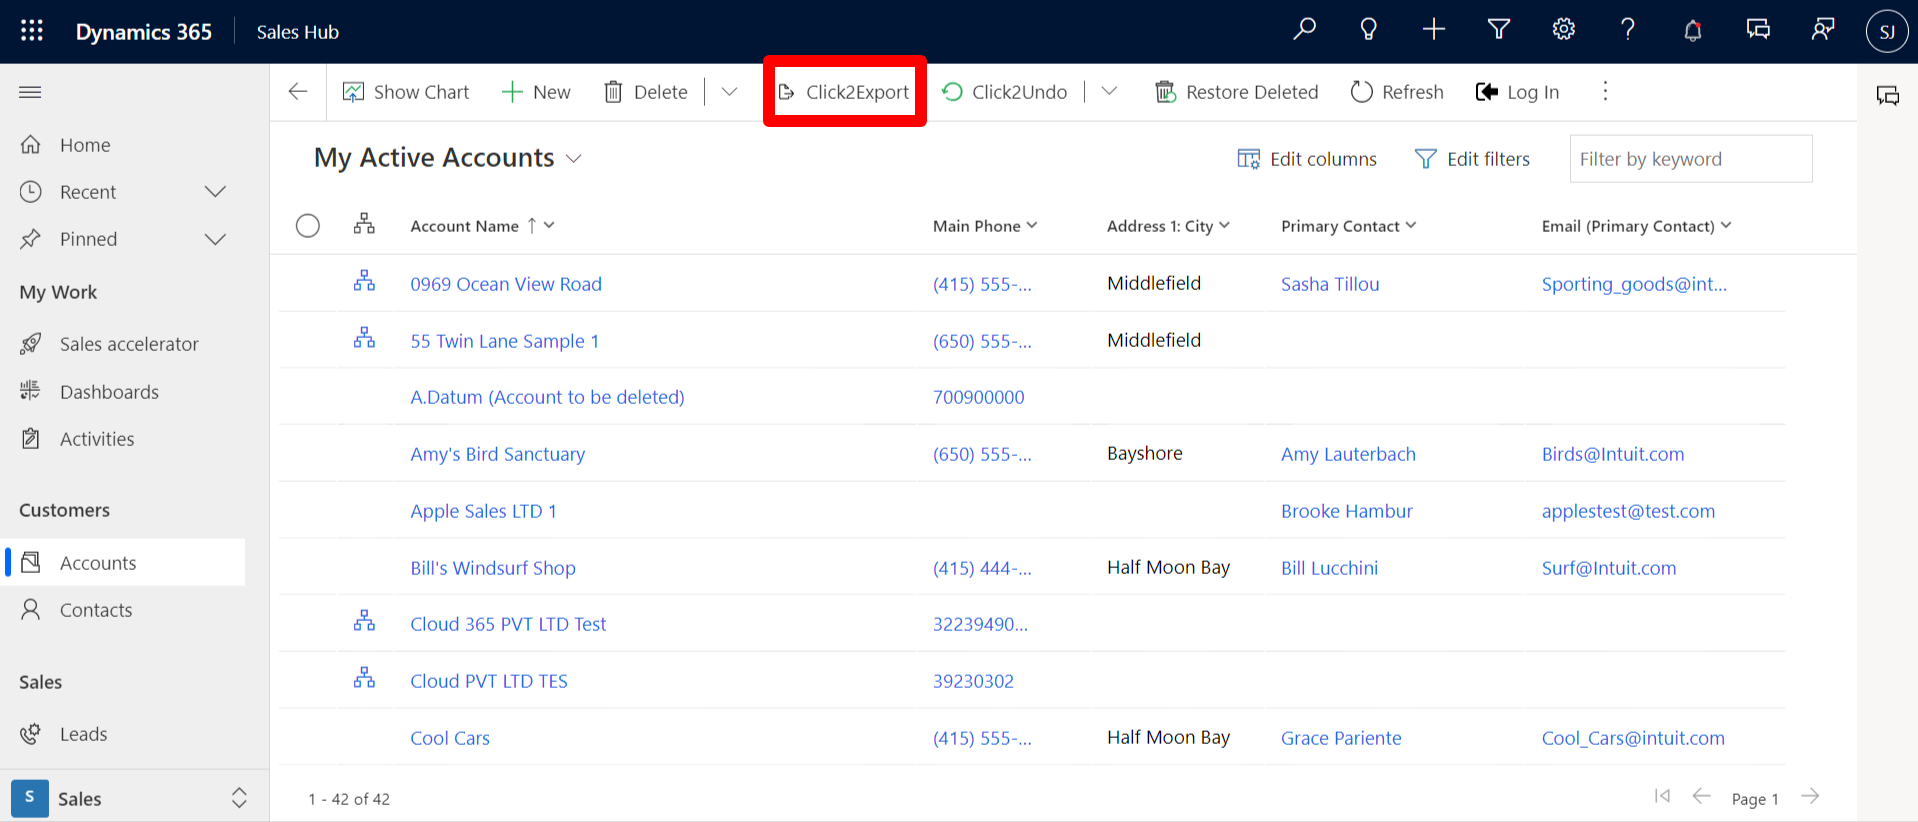 Dynamics 365 Sales Hub SJ
Show Chart New Delete Click2Export Click2Undo Restore Deleted Refresh Log In
Home
Recent
Pinned
My Work
Sales accelerator
Dashboards
Activities
Customers
Accounts
Contacts
Sales
Leads
S Sales
My Active Accounts Edit columns Edit filters Filter by keyword
Account Name Main Phone Address 1: City Primary Contact Email (Primary Contact)
0969 Ocean View Road (415) 555-... Middlefield Sasha Tillou Sporting_goods@int...
55 Twin Lane Sample 1 (650) 555-... Middlefield
A.Datum (Account to be deleted) 700900000
Amy's Bird Sanctuary (650) 555-... Bayshore Amy Lauterbach Birds@Intuit.com
Apple Sales LTD 1 Brooke Hambur applestest@test.com
Bill's Windsurf Shop (415) 444-... Half Moon Bay Bill Lucchini Surf@Intuit.com
Cloud 365 PVT LTD Test 32239490...
Cloud PVT LTD TES 39230302
Cool Cars (415) 555-... Half Moon Bay Grace Pariente Cool_Cars@intuit.com
1 - 42 of 42 Page 1